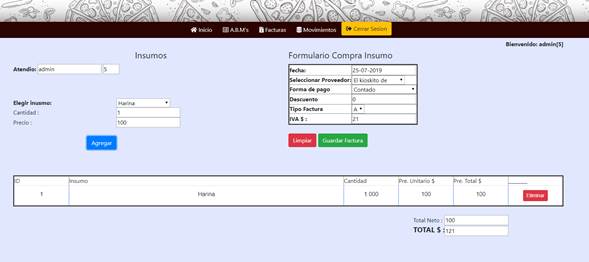 Inicio A.B.M's Facturas Movimientos Cerrar Sesion
Bienvenido: admin[5]
Insumos
Atendio: admin 5
Elegir insumo: Harina
Cantidad : 1
Precio : 100
Agregar
Formulario Compra Insumo
Fecha: 25-07-2019
Seleccionar Proveedor: El kioskito de
Forma de pago Contado
Descuento 0
Tipo Factura A
IVA $ : 21
Limpiar Guardar Factura
ID Insumo Cantidad Pre. Unitario $ Pre. Total $
1 Harina 1 000 100 100 Eliminar
Total Neto : 100
TOTAL $ : 121